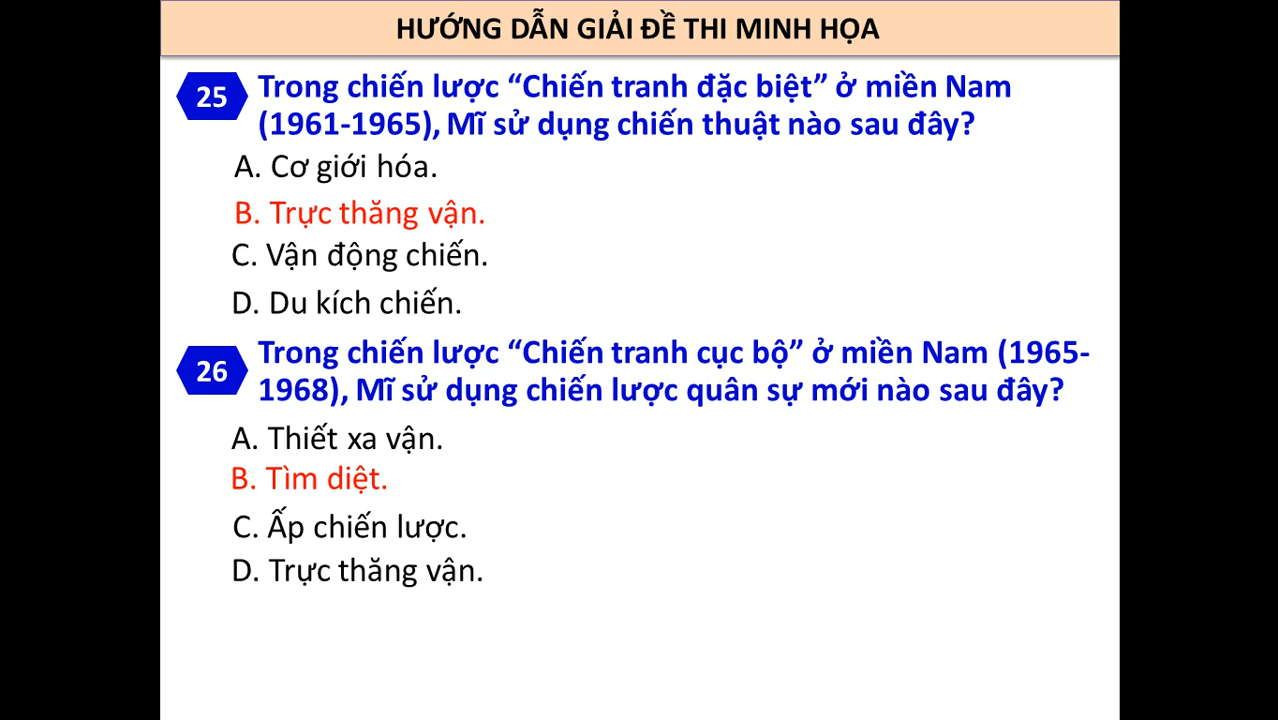 HƯỚNG DẪN GIẢI ĐỀ THI MINH HỌA
25
Trong chiến lược “Chiến tranh đặc biệt” ở miền Nam
(1961-1965), Mĩ sử dụng chiến thuật nào sau đây?
A. Cơ giới hóa.
B. Trực thăng vận.
C. Vận động chiến.
D. Du kích chiến.
26
Trong chiến lược “Chiến tranh cục bộ” ở miền Nam (1965-
1968), Mĩ sử dụng chiến lược quân sự mới nào sau đây?
A. Thiết xa vận.
B. Tìm diệt.
C. Ấp chiến lược.
D. Trực thăng vận.